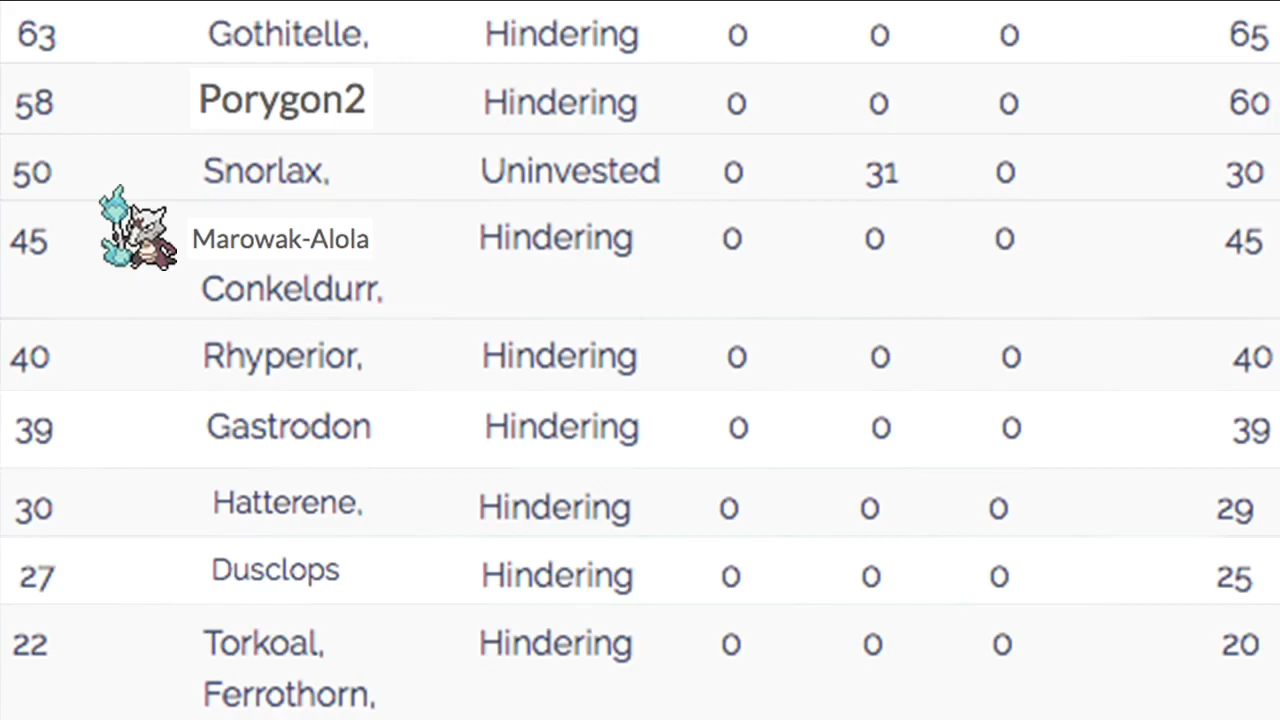 63 Gothitelle, Hindering 0 0 0 65
58 Porygon2 Hindering 0 0 0 60
50 Snorlax, Uninvested 0 31 0 30
45 Marowak-Alola Hindering 0 0 0 45
Conkeldurr,
40 Rhyperior, Hindering 0 0 0 40
39 Gastrodon Hindering 0 0 0 39
30 Hatterene, Hindering 0 0 0 29
27 Dusclops Hindering 0 0 0 25
22 Torkoal, Hindering 0 0 0 20
Ferrothorn,